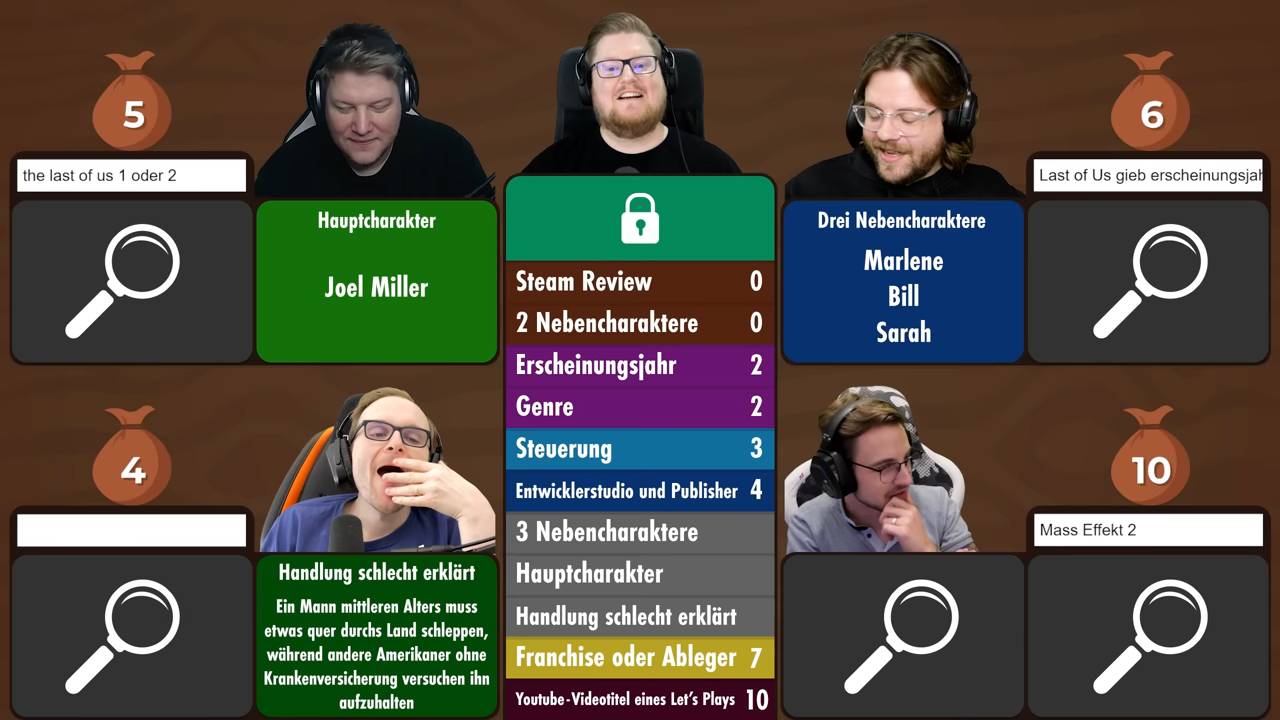 5
the last of us 1 oder 2
Hauptcharakter
Joel Miller
Drei Nebencharaktere
Marlene
Bill
Sarah
6
Last of Us gieb erscheinungsjah
Steam Review 0
2 Nebencharaktere 0
Erscheinungsjahr 2
Genre 2
Steuerung 3
Entwicklerstudio und Publisher 4
3 Nebencharaktere
Hauptcharakter
Handlung schlecht erklärt
Franchise oder Ableger 7
Youtube-Videotitel eines Let's Plays 10
4
Handlung schlecht erklärt
Ein Mann mittleren Alters muss
etwas quer durchs Land schleppen,
während andere Amerikaner ohne
Krankenversicherung versuchen ihn
aufzuhalten
10
Mass Effekt 2